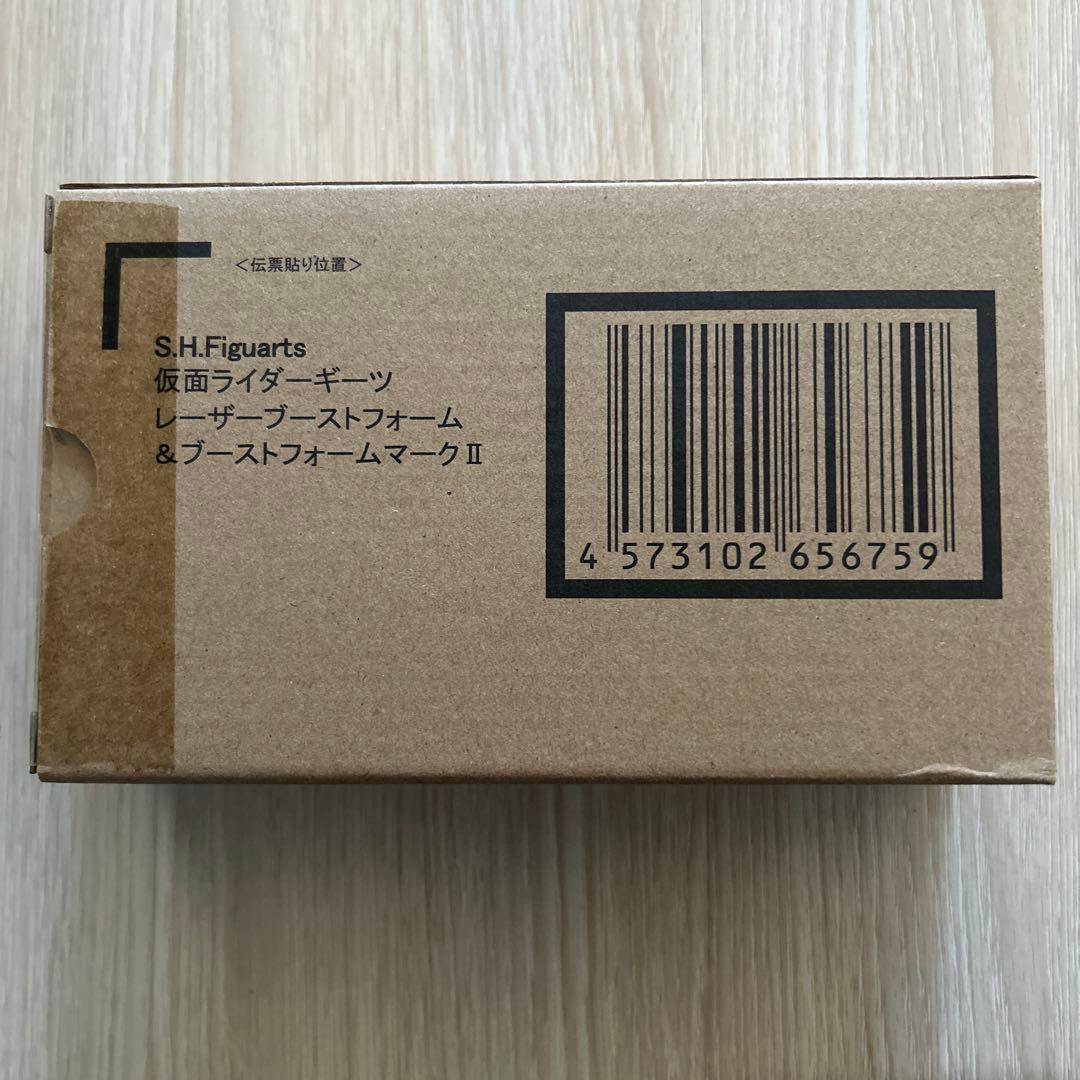 ＜伝票貼り位置＞
S.H.Figuarts
仮面ライダーギーツ
レーザーブーストフォーム
＆ブーストフォームマークⅡ
4 573102 656759